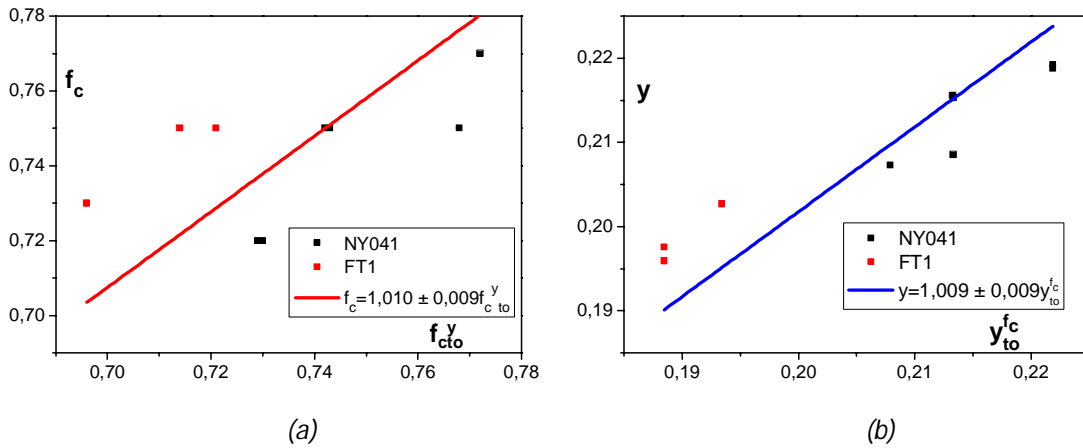 0,78
0,76
0,74
0,72
0,70
f_c
NY041
FT1
f_c=1,010 ± 0,009f_c to^y
f_cto^y
0,70 0,72 0,74 0,76 0,78
(a)
0,22
0,21
0,20
0,19
y
NY041
FT1
y=1,009 ± 0,009y_to^fc
y_to^fc
0,19 0,20 0,21 0,22
(b)